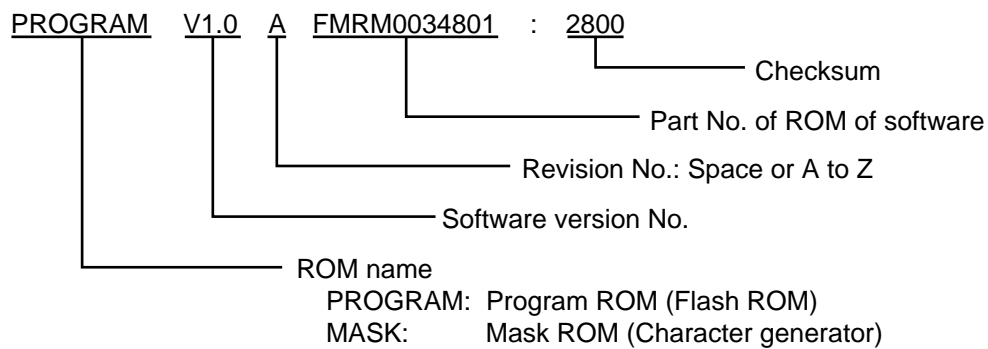 PROGRAM V1.0 A FMRM0034801 : 2800
Checksum
Part No. of ROM of software
Revision No.: Space or A to Z
Software version No.
ROM name
PROGRAM: Program ROM (Flash ROM)
MASK: Mask ROM (Character generator)